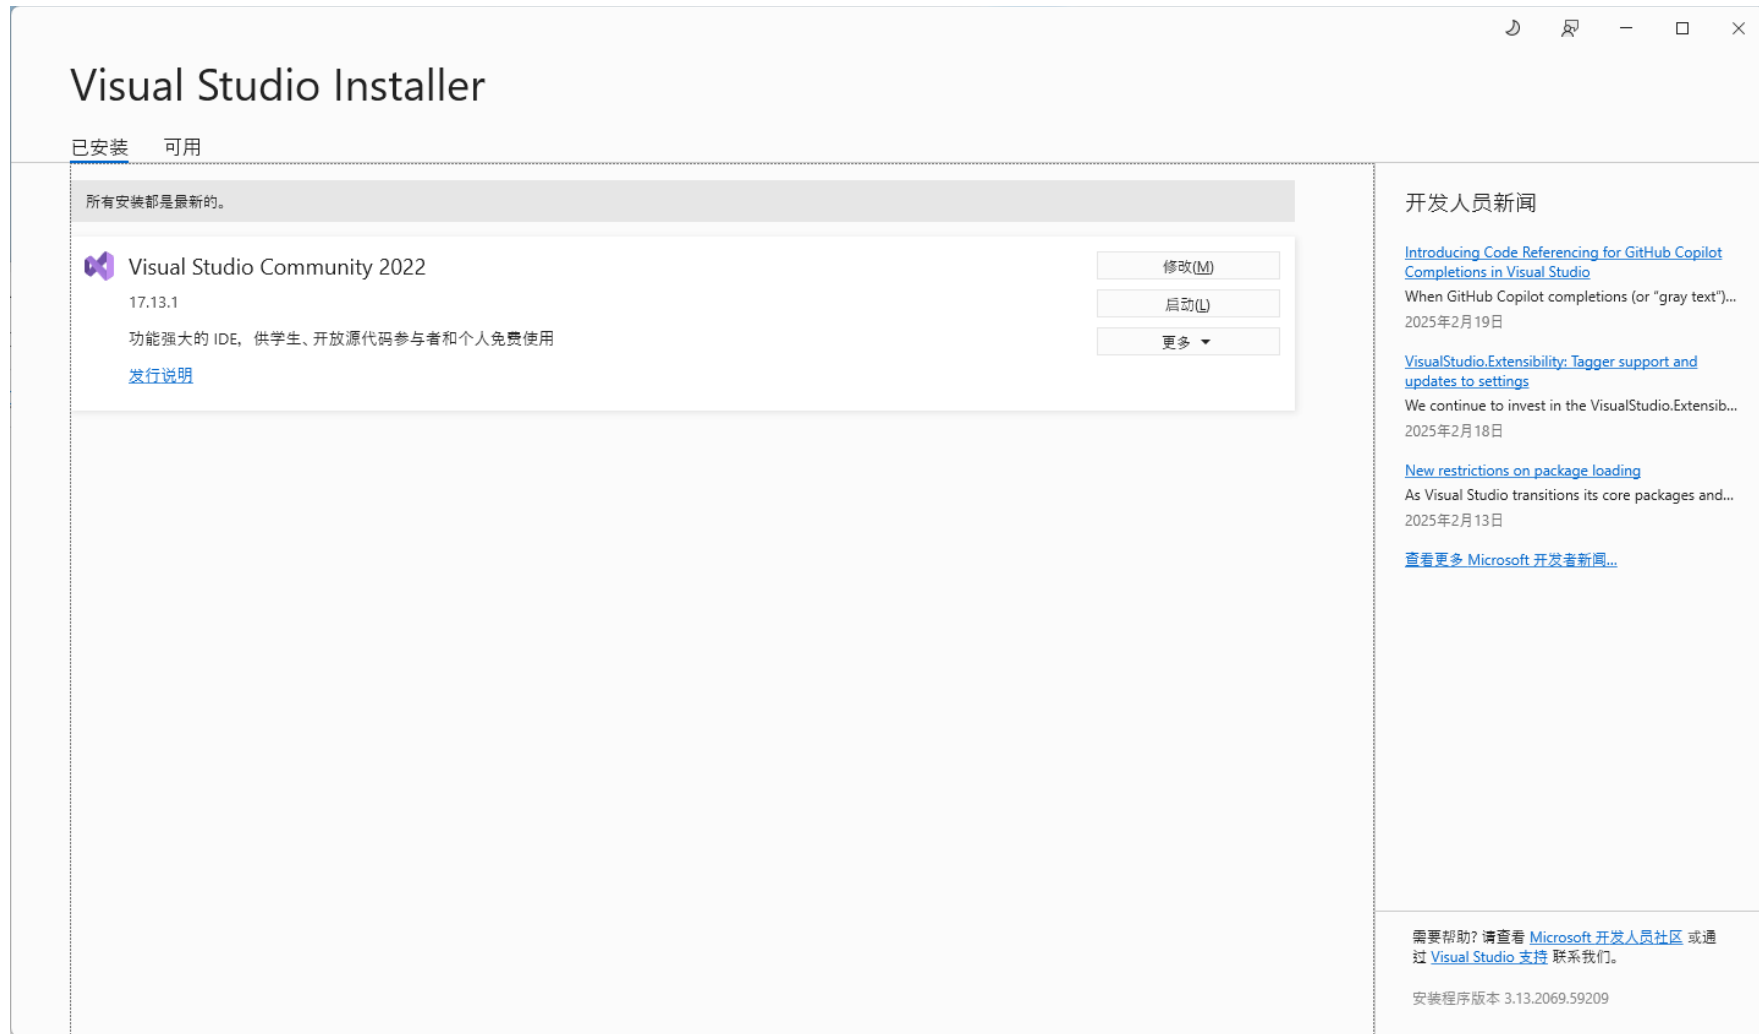 Visual Studio Installer
已安装 可用
所有安装都是最新的。
Visual Studio Community 2022
17.13.1
功能强大的 IDE, 供学生、开放源代码参与者和个人免费使用
发行说明
修改(M)
启动(L)
更多
开发人员新闻
Introducing Code Referencing for GitHub Copilot
Completions in Visual Studio
When GitHub Copilot completions (or “gray text”)...
2025年2月19日
VisualStudio.Extensibility: Tagger support and
updates to settings
We continue to invest in the VisualStudio.Extensib...
2025年2月18日
New restrictions on package loading
As Visual Studio transitions its core packages and...
2025年2月13日
查看更多 Microsoft 开发者新闻...
需要帮助? 请查看 Microsoft 开发人员社区 或通
过 Visual Studio 支持 联系我们。
安装程序版本 3.13.2069.59209